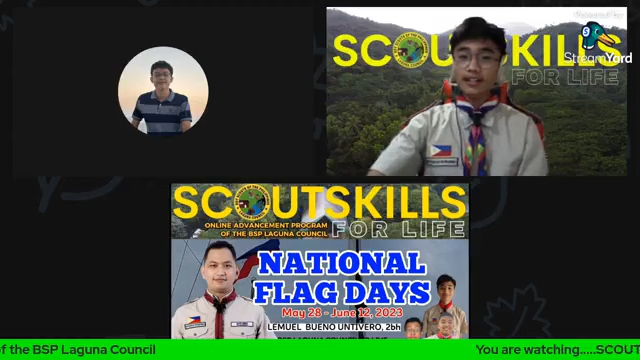 SCOUTSKILLS
FOR LIFE
StreamYard
SCOUTSKILLS
ONLINE ADVANCEMENT PROGRAM
OF THE BSP LAGUNA COUNCIL
FOR LIFE
NATIONAL
FLAG DAYS
May 28 - June 12, 2023
LEMUEL BUENO UNTIVERO, 2bh
of the BSP Laguna Council
You are watching.....SCOUT